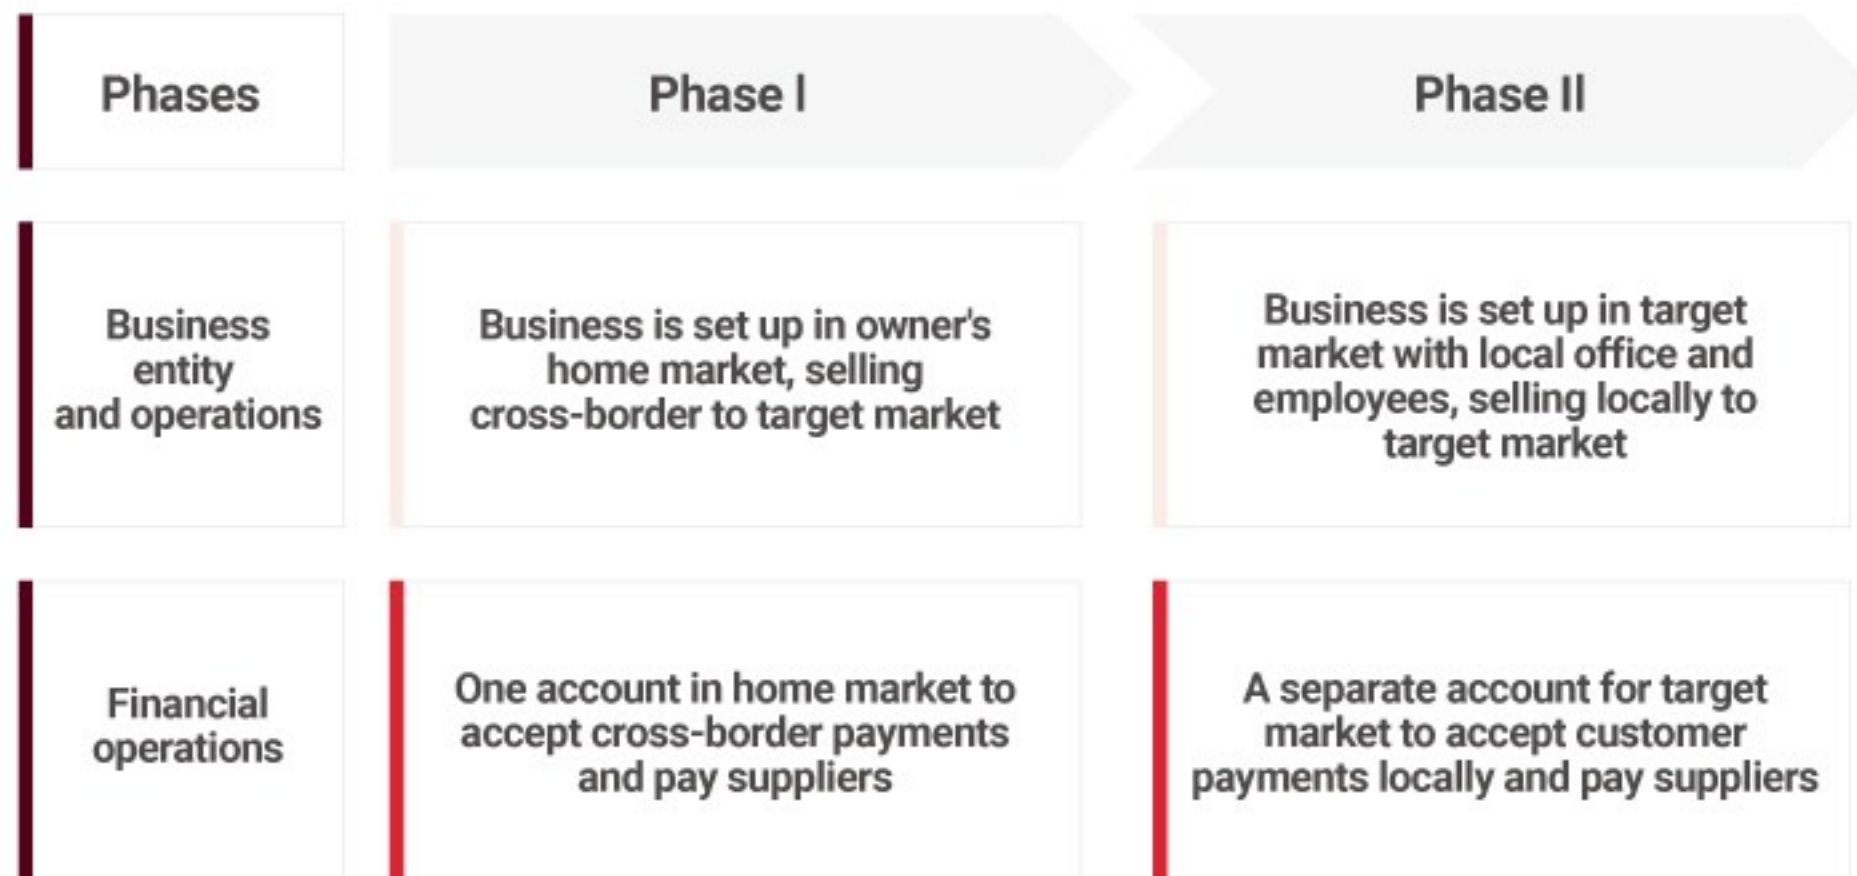 Phases
Phase I
Phase II
Business
entity
and operations
Business is set up in owner's
home market, selling
cross-border to target market
Business is set up in target
market with local office and
employees, selling locally to
target market
Financial
operations
One account in home market to
accept cross-border payments
and pay suppliers
A separate account for target
market to accept customer
payments locally and pay suppliers